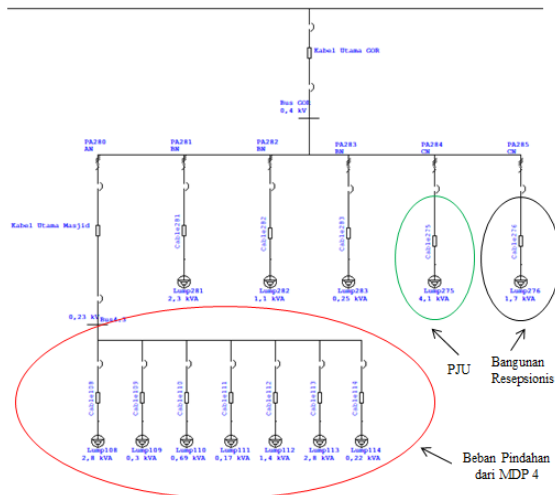 Kabel Utama GOR
Bus GOR
0,4 kV
PA280
AN
PA281
BN
PA282
BN
PA283
BN
PA284
CN
PA285
CN
Kabel Utama Masjid
Cable281
Cable282
Cable283
Cable275
Cable276
Lump281
2,3 kVA
Lump282
1,1 kVA
Lump283
0,25 kVA
Lump275
4,1 kVA
Lump276
1,7 kVA
0,23 kV
Bus4.3
PJU
Bangunan
Resepsionis
Cable108
Cable109
Cable110
Cable111
Cable112
Cable113
Cable114
Lump108
2,8 kVA
Lump109
0,3 kVA
Lump110
0,69 kVA
Lump111
0,17 kVA
Lump112
1,4 kVA
Lump113
2,8 kVA
Lump114
0,22 kVA
Beban Pindahan
dari MDP 4